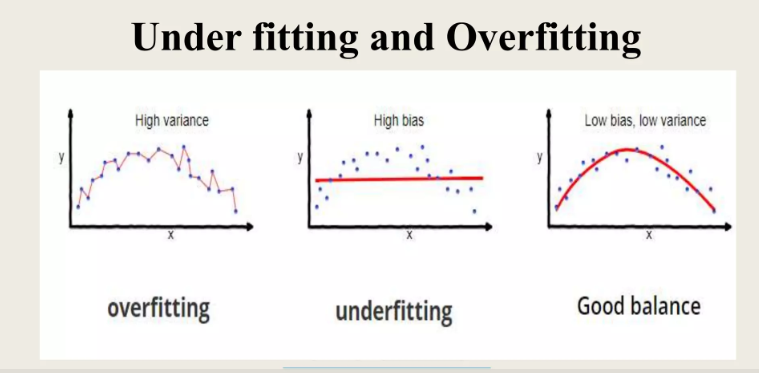 Under fitting and Overfitting
High variance
High bias
Low bias, low variance
y
y
y
x
x
x
overfitting
underfitting
Good balance